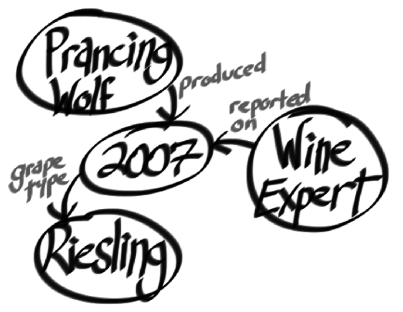 Prancing
Wolf
produced
reported
on
2007
Wine
Expert
grape
type
Riesling